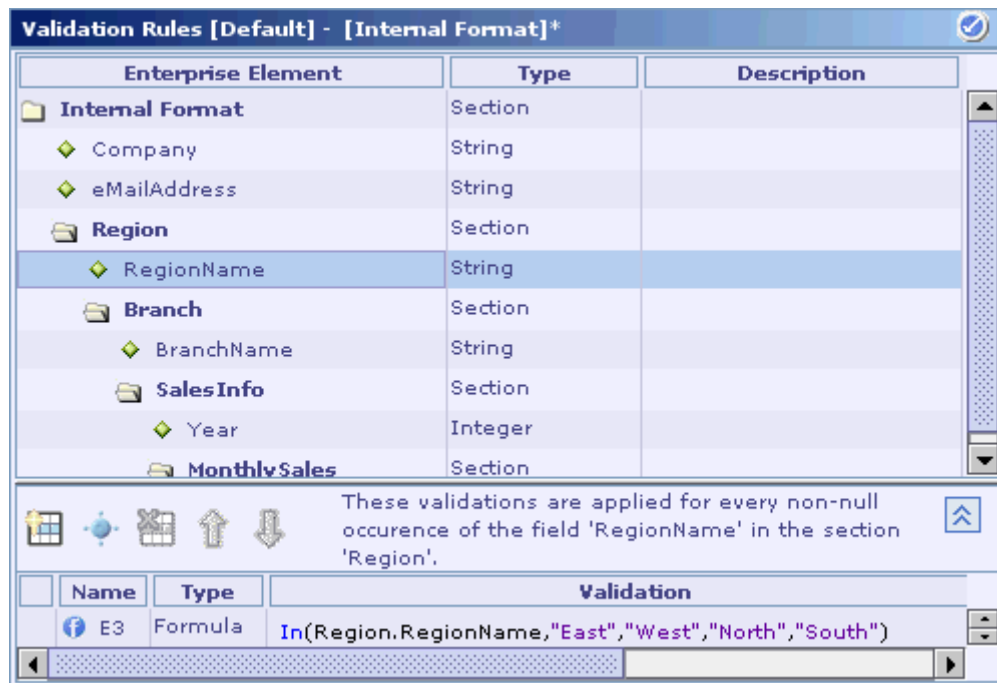 Validation Rules [Default] - [Internal Format]*
Enterprise Element Type Description
Internal Format Section
Company String
eMailAddress String
Region Section
RegionName String
Branch Section
BranchName String
SalesInfo Section
Year Integer
MonthlySales Section
These validations are applied for every non-null
occurence of the field 'RegionName' in the section
'Region'.
Name Type Validation
E3 Formula In(Region.RegionName,"East","West","North","South")